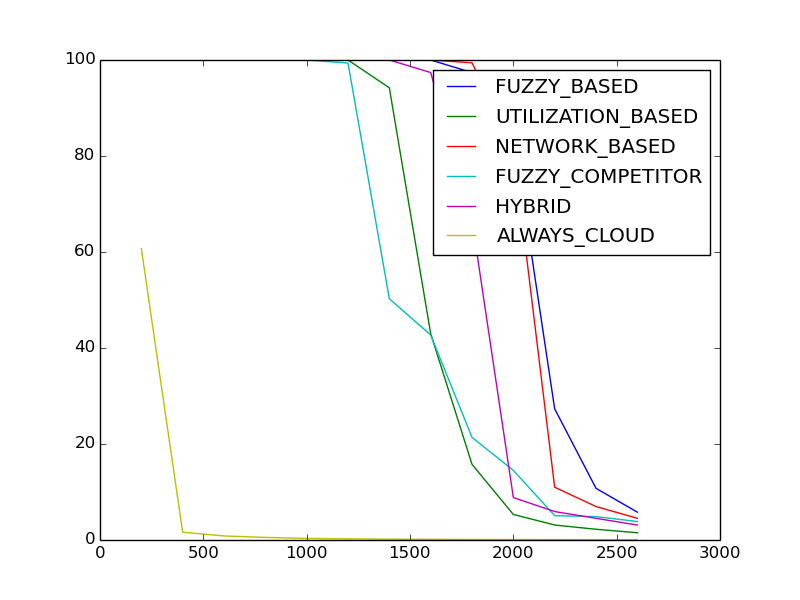 100
80
60
40
20
0
FUZZY_BASED
UTILIZATION_BASED
NETWORK_BASED
FUZZY_COMPETITOR
HYBRID
ALWAYS_CLOUD
0 500 1000 1500 2000 2500 3000